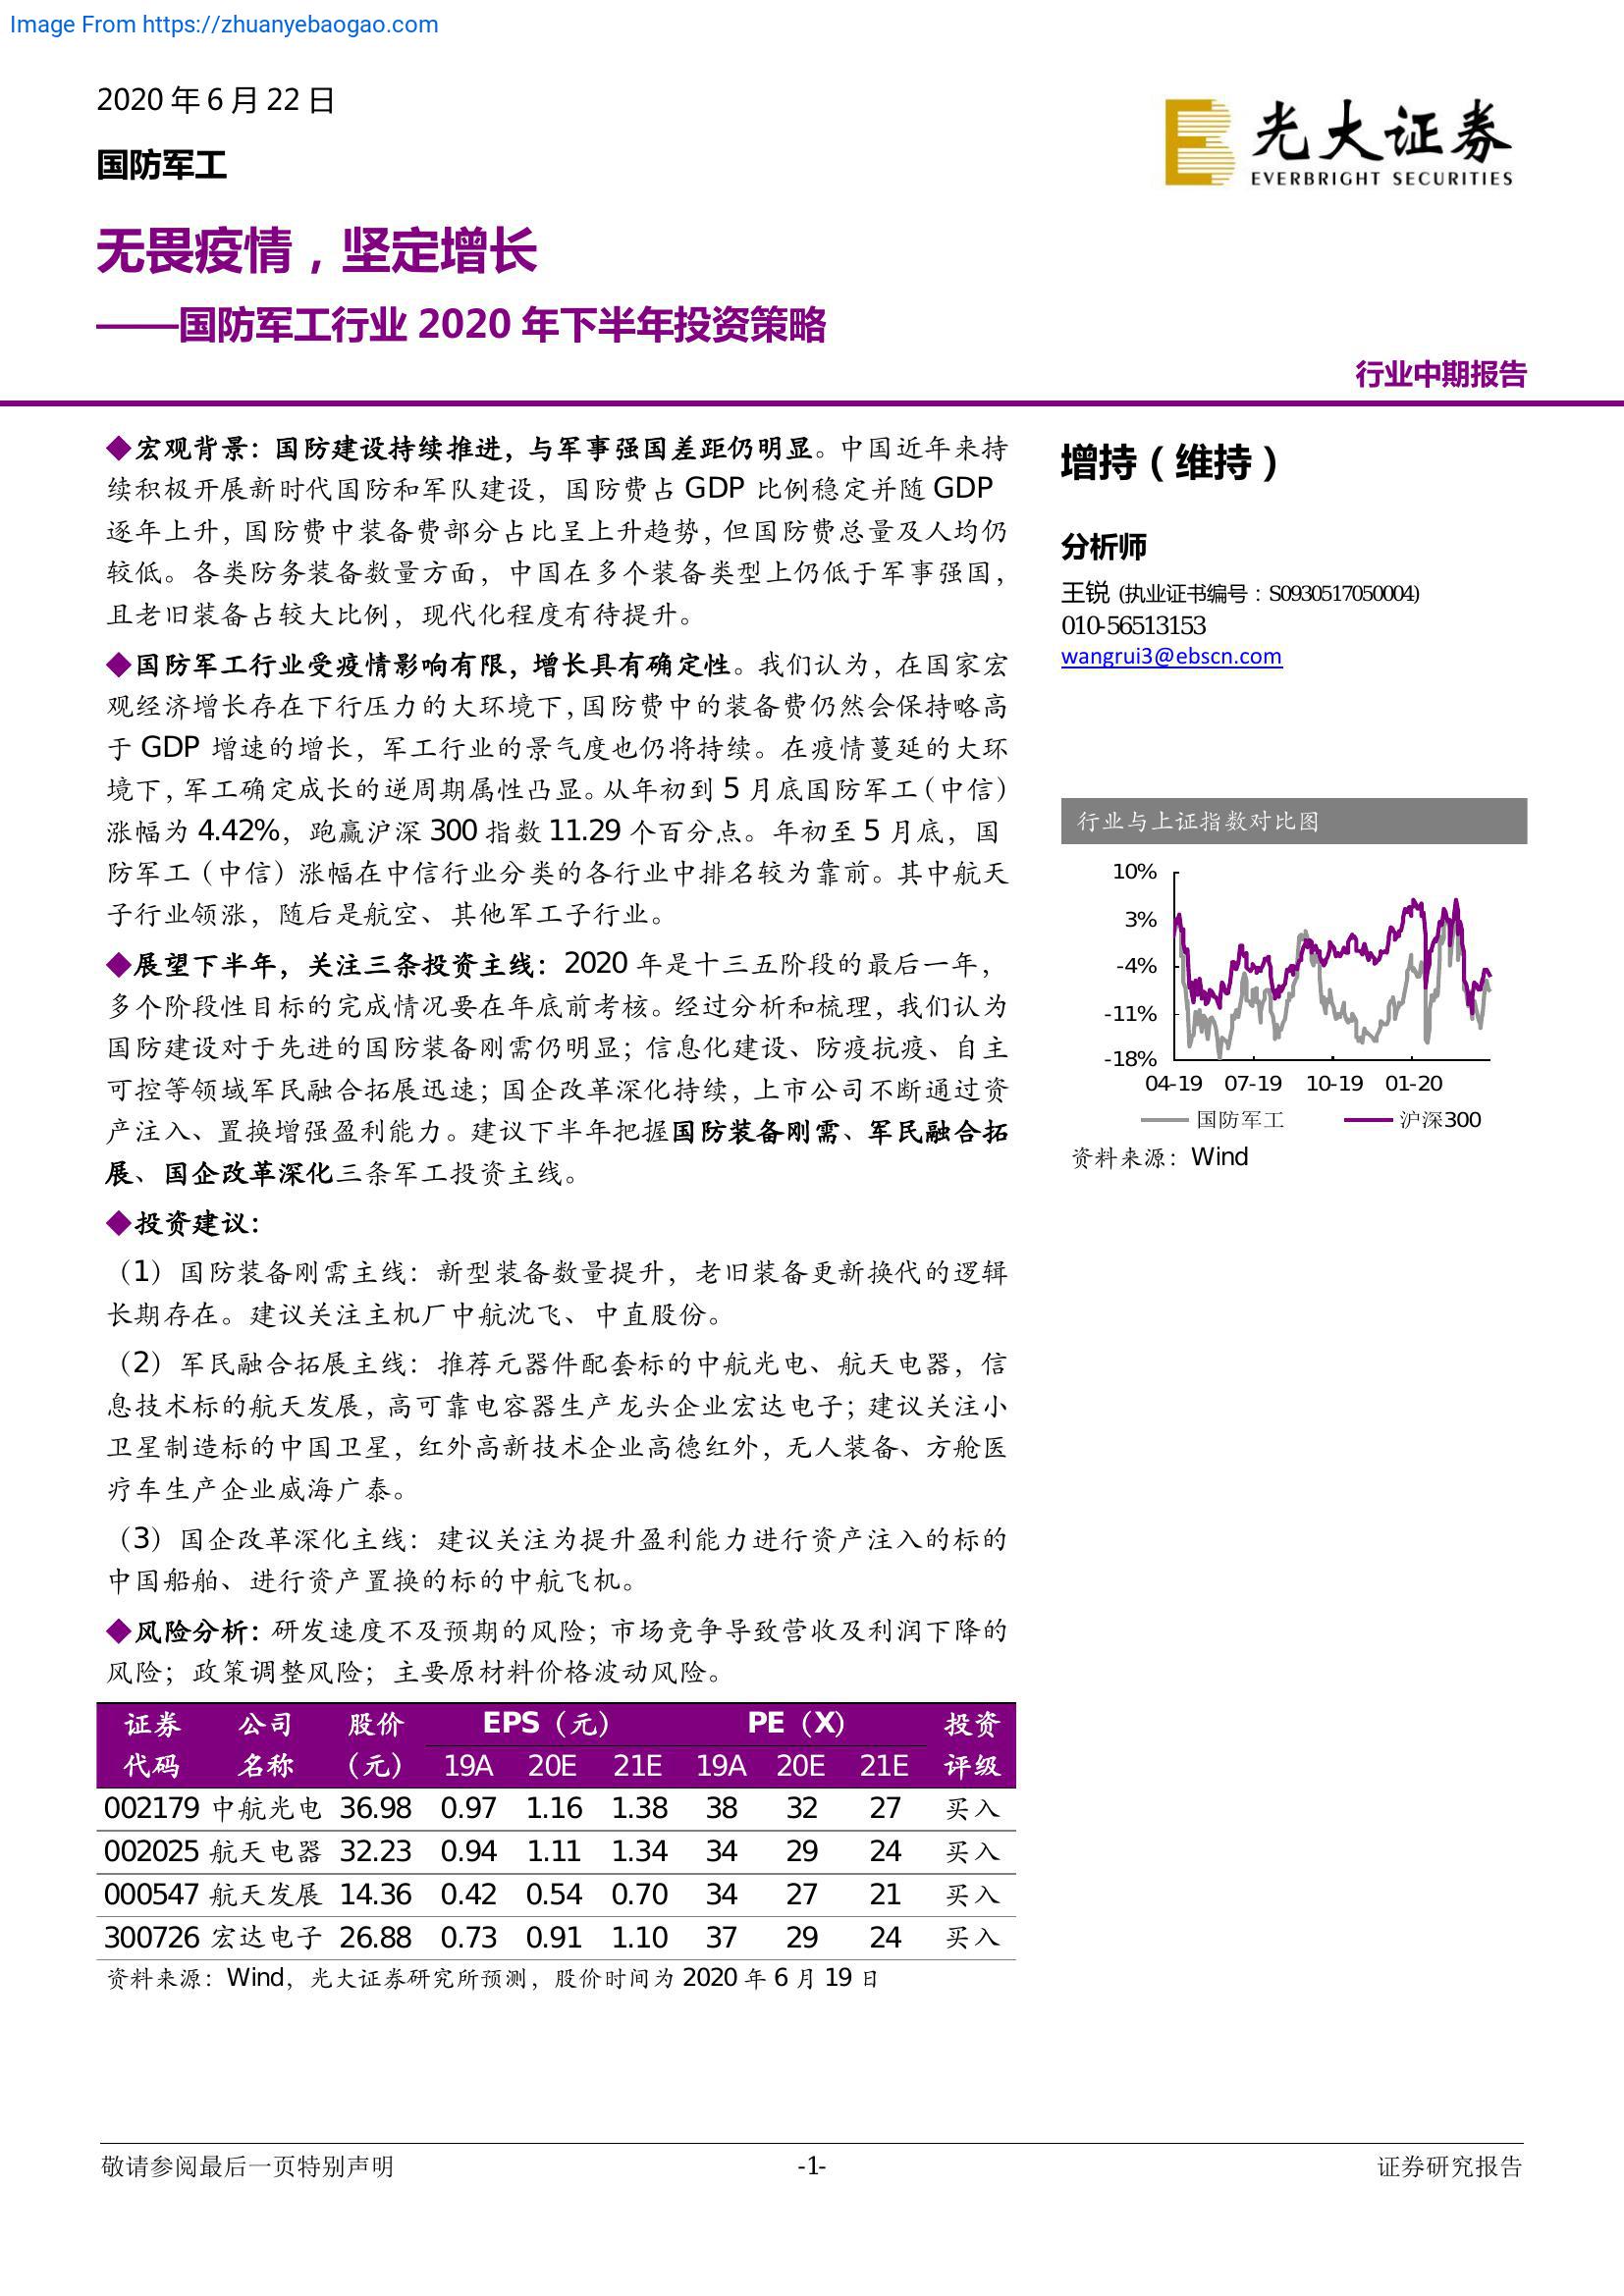 Image From https://zhuanyebaogao.com
2020 年 6 月 22 日
国防军工
光大证券
EVERBRIGHT SECURITIES
无畏疫情，坚定增长
——国防军工行业 2020 年下半年投资策略
行业中期报告
◆宏观背景：国防建设持续推进，与军事强国差距仍明显。中国近年来持
续积极开展新时代国防和军队建设，国防费占 GDP 比例稳定并随 GDP
逐年上升，国防费中装备费部分占比呈上升趋势，但国防费总量及人均仍
较低。各类防务装备数量方面，中国在多个装备类型上仍低于军事强国，
且老旧装备占较大比例，现代化程度有待提升。
◆国防军工行业受疫情影响有限，增长具有确定性。我们认为，在国家宏
观经济增长存在下行压力的大环境下，国防费中的装备费仍然会保持略高
于 GDP 增速的增长，军工行业的景气度也仍将持续。在疫情蔓延的大环
境下，军工确定成长的逆周期属性凸显。从年初到 5 月底国防军工（中信）
涨幅为 4.42%，跑赢沪深 300 指数 11.29 个百分点。年初至 5 月底，国
防军工（中信）涨幅在中信行业分类的各行业中排名较为靠前。其中航天
子行业领涨，随后是航空、其他军工子行业。
◆展望下半年，关注三条投资主线：2020 年是十三五阶段的最后一年，
多个阶段性目标的完成情况要在年底前考核。经过分析和梳理，我们认为
国防建设对于先进的国防装备刚需仍明显；信息化建设、防疫抗疫、自主
可控等领域军民融合拓展迅速；国企改革深化持续，上市公司不断通过资
产注入、置换增强盈利能力。建议下半年把握国防装备刚需、军民融合拓
展、国企改革深化三条军工投资主线。
◆投资建议：
（1）国防装备刚需主线：新型装备数量提升，老旧装备更新换代的逻辑
长期存在。建议关注主机厂中航沈飞、中直股份。
（2）军民融合拓展主线：推荐元器件配套标的中航光电、航天电器，信
息技术标的航天发展，高可靠电容器生产龙头企业宏达电子；建议关注小
卫星制造标的中国卫星，红外高新技术企业高德红外，无人装备、方舱医
疗车生产企业威海广泰。
（3）国企改革深化主线：建议关注为提升盈利能力进行资产注入的标的
中国船舶、进行资产置换的标的中航飞机。
◆风险分析：研发速度不及预期的风险；市场竞争导致营收及利润下降的
风险；政策调整风险；主要原材料价格波动风险。
证券 公司 股价 EPS（元） PE（X） 投资
代码 名称 （元） 19A 20E 21E 19A 20E 21E 评级
002179 中航光电 36.98 0.97 1.16 1.38 38 32 27 买入
002025 航天电器 32.23 0.94 1.11 1.34 34 29 24 买入
000547 航天发展 14.36 0.42 0.54 0.70 34 27 21 买入
300726 宏达电子 26.88 0.73 0.91 1.10 37 29 24 买入
资料来源：Wind，光大证券研究所预测，股价时间为 2020 年 6 月 19 日
增持（维持）
分析师
王锐 (执业证书编号：S0930517050004)
010-56513153
wangrui3@ebscn.com
行业与上证指数对比图
10%
3%
-4%
-11%
-18%
04-19 07-19 10-19 01-20
国防军工 沪深300
资料来源：Wind
敬请参阅最后一页特别声明 -1- 证券研究报告